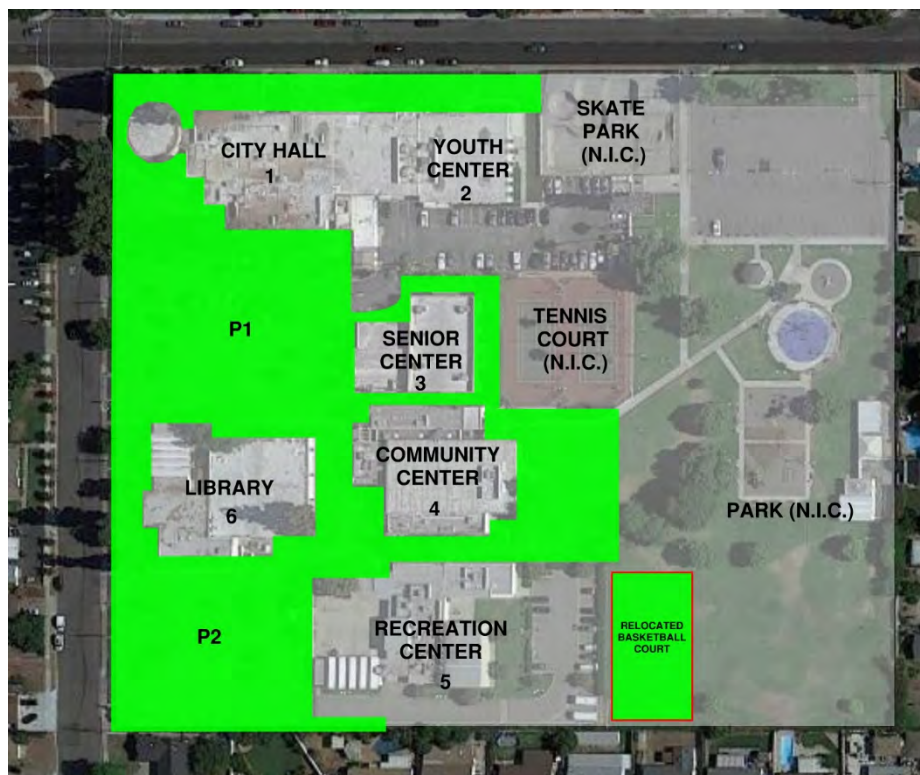 SKATE
PARK
(N.I.C.)
CITY HALL
1
YOUTH
CENTER
2
P1
SENIOR
CENTER
3
TENNIS
COURT
(N.I.C.)
COMMUNITY
CENTER
4
LIBRARY
6
PARK (N.I.C.)
P2
RECREATION
CENTER
5
RELOCATED
BASKETBALL
COURT